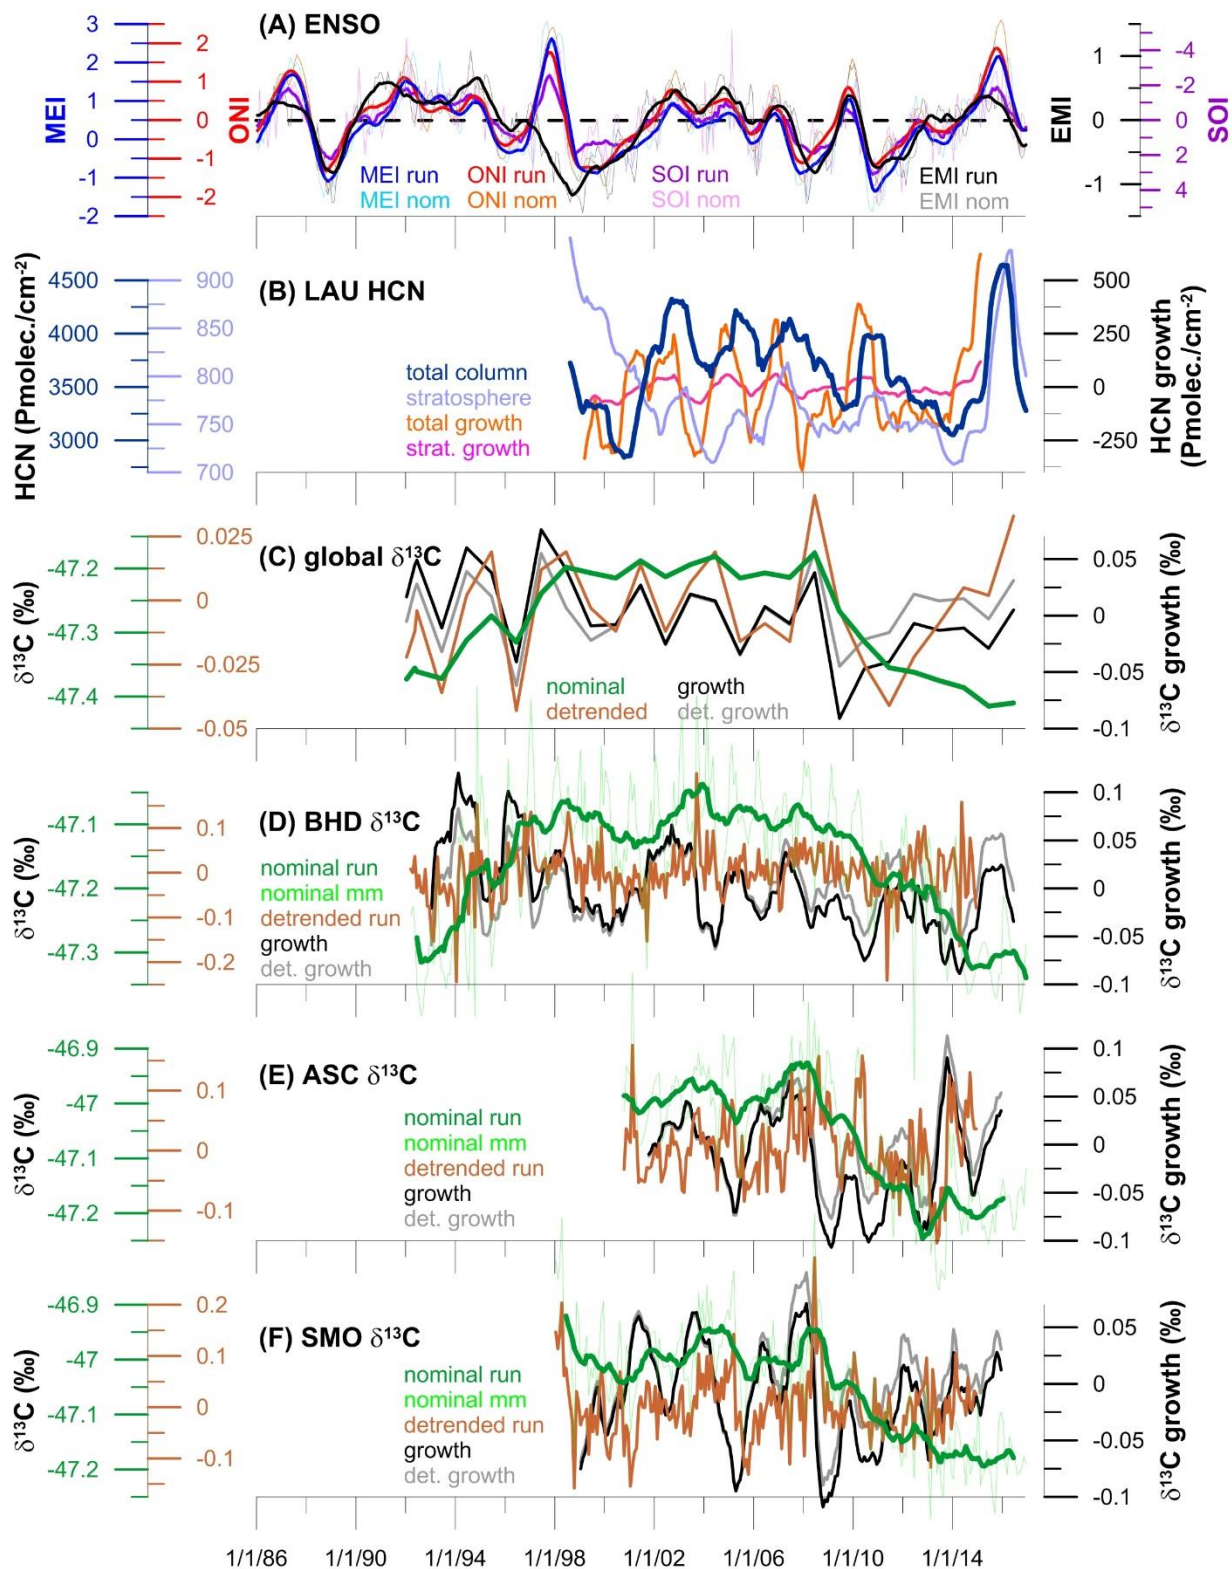 (A) ENSO
MEI
3
2
1
0
-1
-2
ONI
2
1
0
-1
-2
EMI
1
0
-1
SOI
-4
-2
0
2
4
MEI run ONI run SOI run EMI run
MEI nom ONI nom SOI nom EMI nom
(B) LAU HCN
HCN (Pmolec./cm⁻²)
4500
4000
3500
3000
900
850
800
750
700
total column
stratosphere
total growth
strat. growth
500
250
0
-250
HCN growth
(Pmolec./cm⁻²)
(C) global δ¹³C
δ¹³C (‰)
-47.2
-47.3
-47.4
0.025
0
-0.025
-0.05
nominal growth
detrended det. growth
0.05
0
-0.05
-0.1
δ¹³C growth (‰)
(D) BHD δ¹³C
δ¹³C (‰)
-47.1
-47.2
-47.3
0.1
0
-0.1
-0.2
nominal run
nominal mm
detrended run
growth
det. growth
0.1
0.05
0
-0.05
-0.1
δ¹³C growth (‰)
(E) ASC δ¹³C
δ¹³C (‰)
-46.9
-47
-47.1
-47.2
0.1
0
-0.1
nominal run
nominal mm
detrended run
growth
det. growth
0.1
0.05
0
-0.05
-0.1
δ¹³C growth (‰)
(F) SMO δ¹³C
δ¹³C (‰)
-46.9
-47
-47.1
-47.2
0.2
0.1
0
-0.1
nominal run
nominal mm
detrended run
growth
det. growth
0.05
0
-0.05
-0.1
δ¹³C growth (‰)
1/1/86 1/1/90 1/1/94 1/1/98 1/1/02 1/1/06 1/1/10 1/1/14